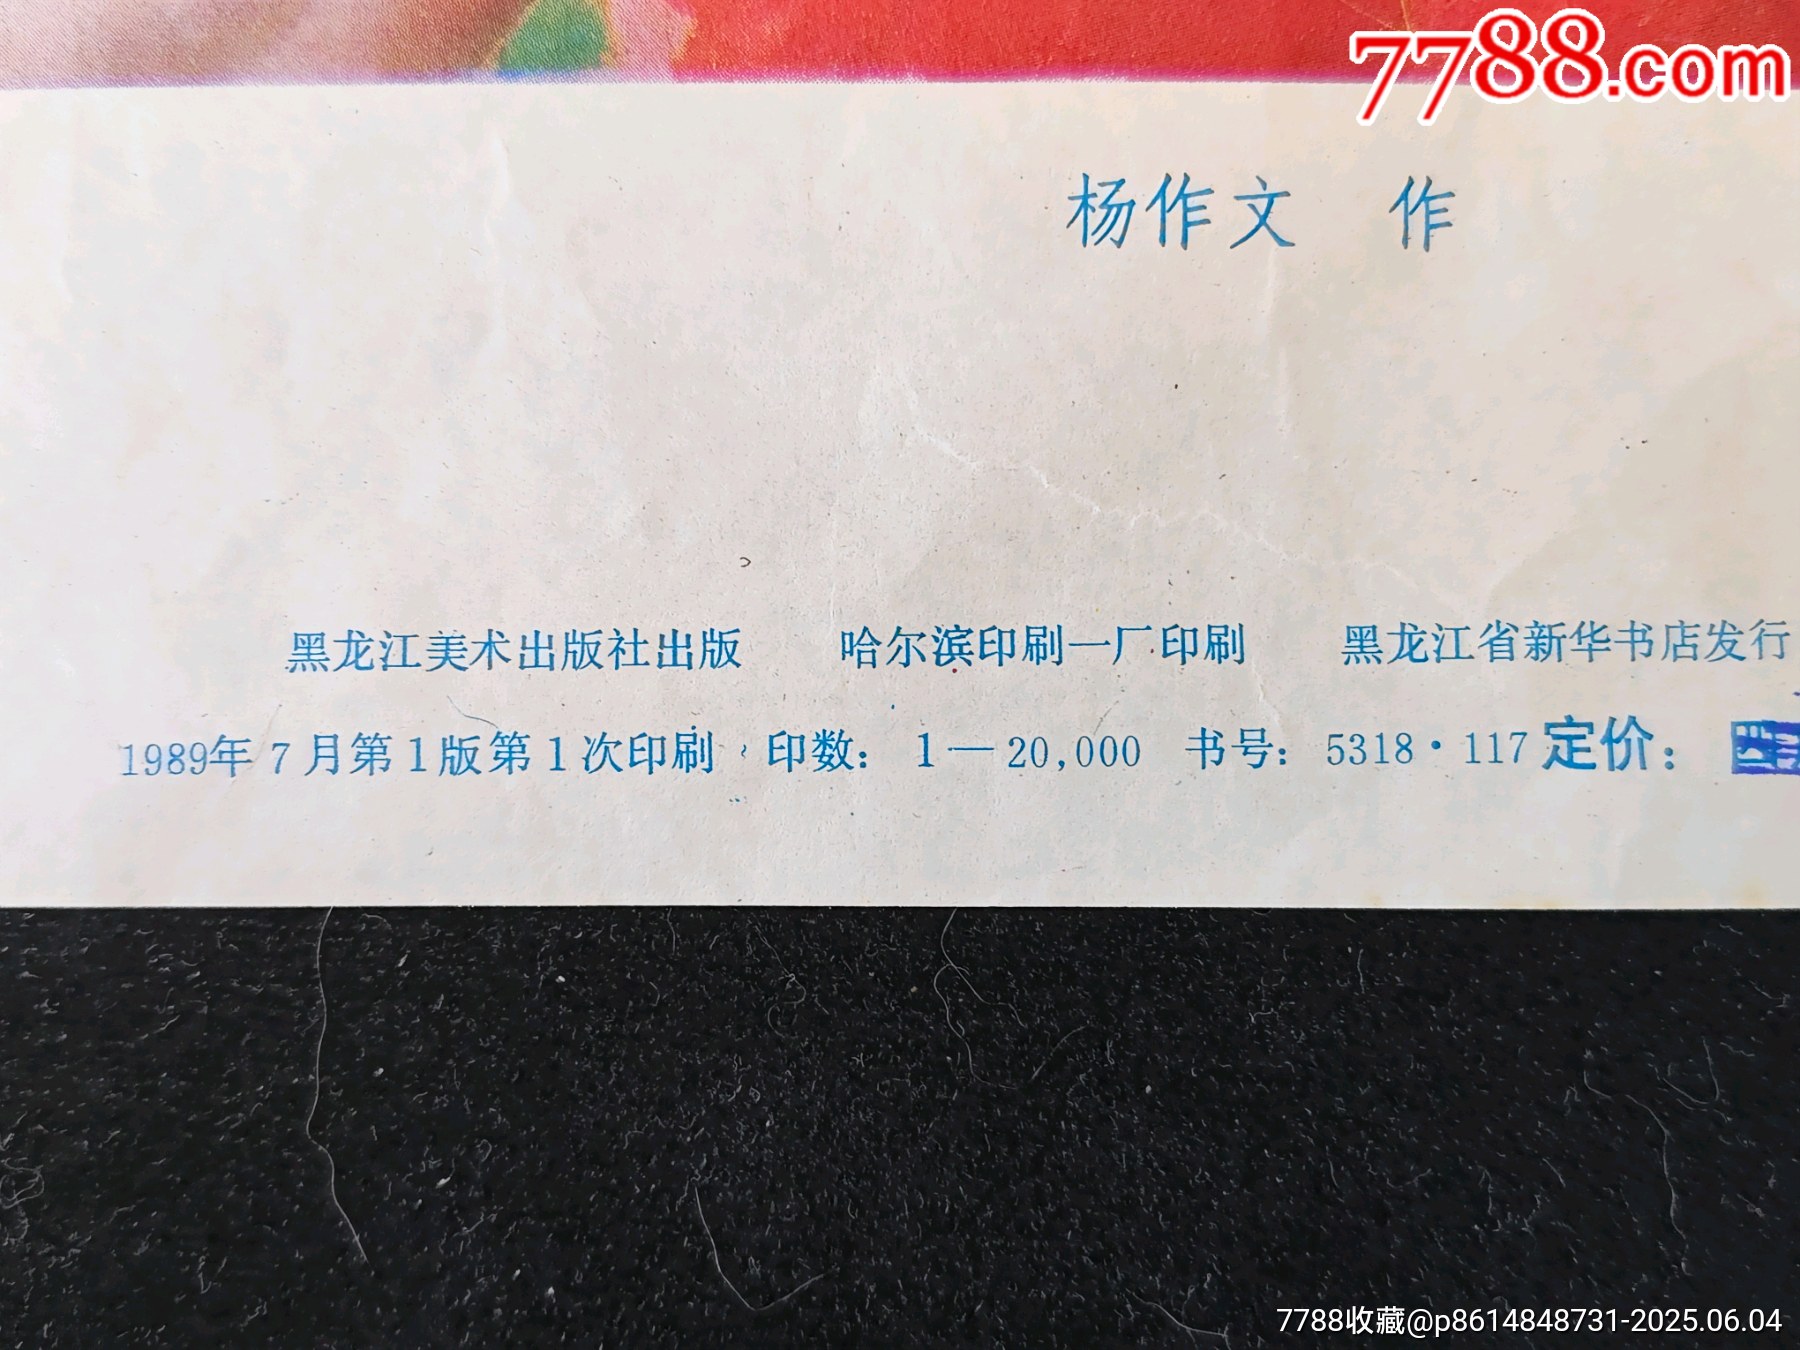 7788.com
杨作文 作
黑龙江美术出版社出版 哈尔滨印刷一厂印刷 黑龙江省新华书店发行
1989年7月第1版第1次印刷 印数：1—20,000 书号：5318·117 定价：
7788收藏@p8614848731-2025.06.04